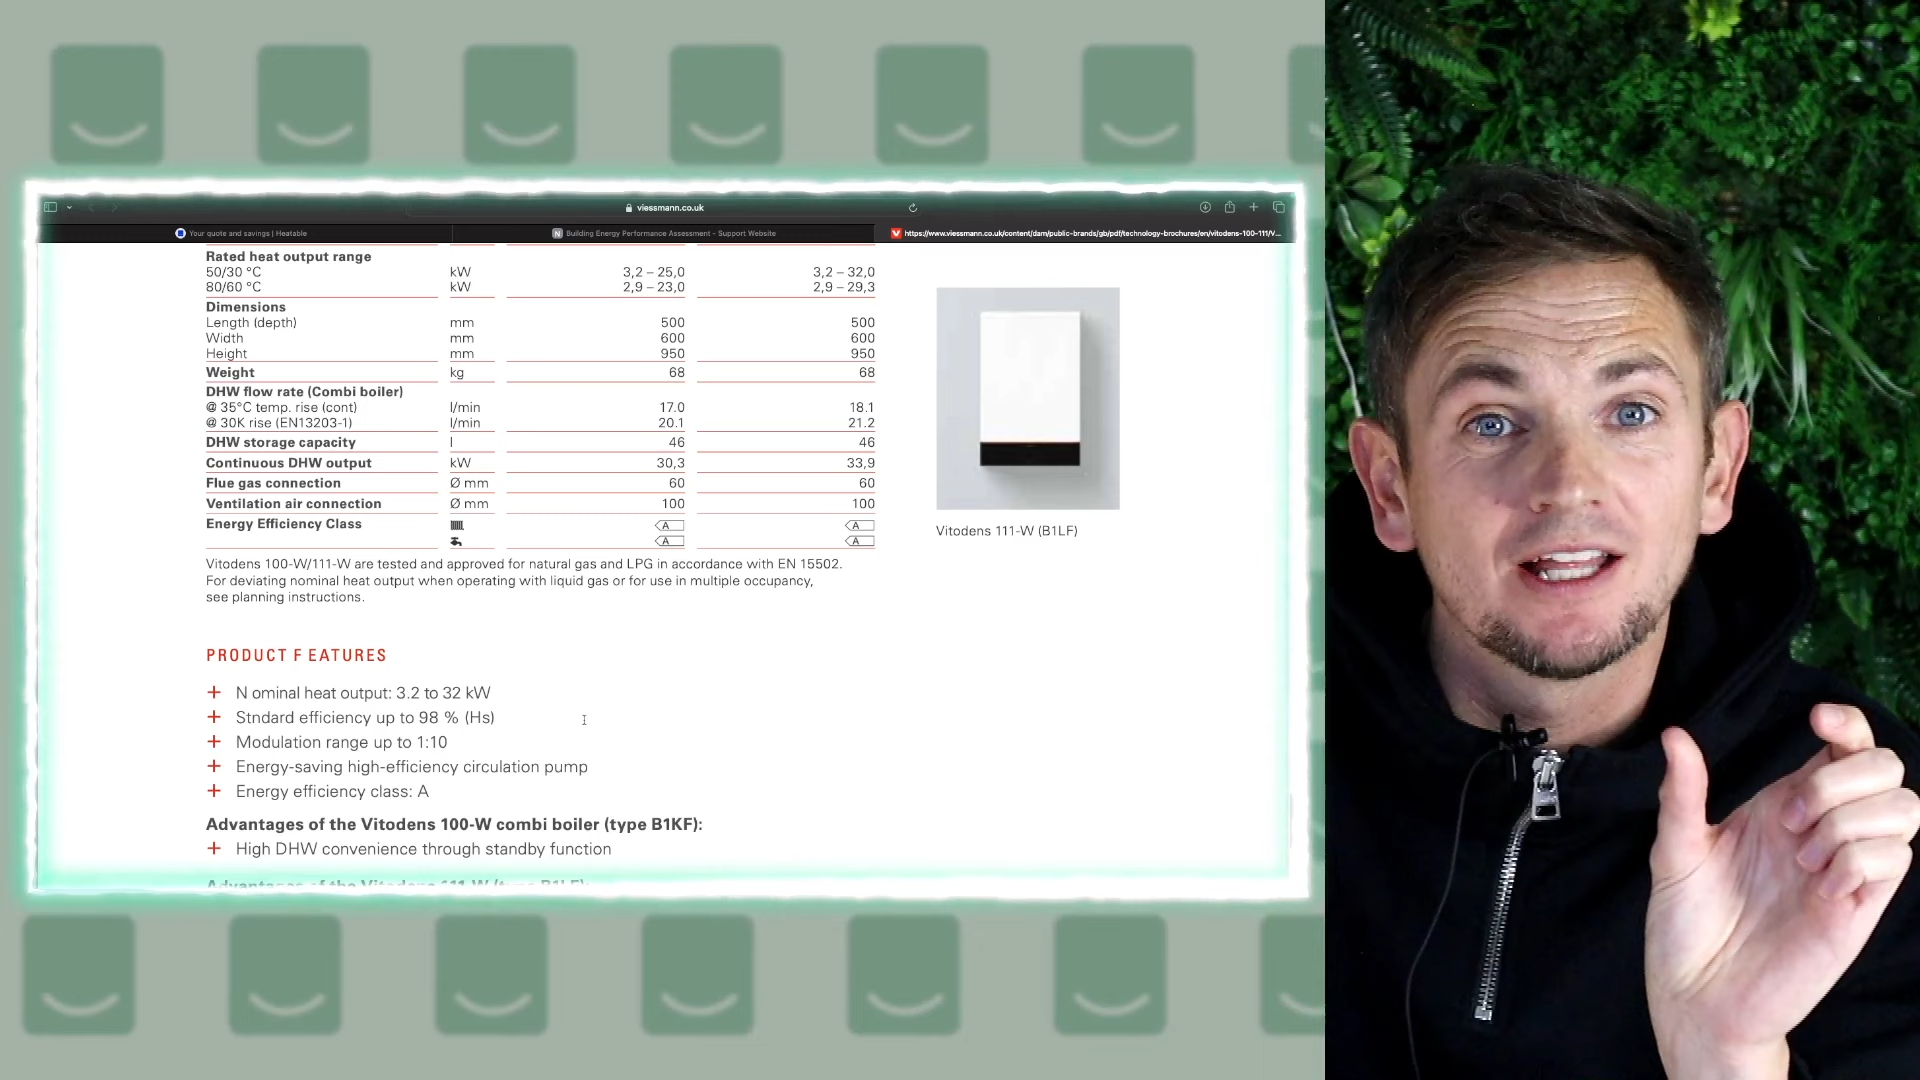 viessmann.co.uk
Your quote and savings | Heatable
N Building Energy Performance Assessment - Support Website
V https://www.viessmann.co.uk/content/dam/public-brands/gb/pdf/technology-brochures/en/vitodens-100-111/V...
Rated heat output range
50/30 °C kW 3,2 – 25,0 3,2 – 32,0
80/60 °C kW 2,9 – 23,0 2,9 – 29,3
Dimensions
Length (depth) mm 500 500
Width mm 600 600
Height mm 950 950
Weight kg 68 68
DHW flow rate (Combi boiler)
@ 35°C temp. rise (cont) l/min 17.0 18.1
@ 30K rise (EN13203-1) l/min 20.1 21.2
DHW storage capacity l 46 46
Continuous DHW output kW 30,3 33,9
Flue gas connection Ø mm 60 60
Ventilation air connection Ø mm 100 100
Energy Efficiency Class A A
A A
Vitodens 111-W (B1LF)
Vitodens 100-W/111-W are tested and approved for natural gas and LPG in accordance with EN 15502.
For deviating nominal heat output when operating with liquid gas or for use in multiple occupancy,
see planning instructions.
PRODUCT F EATURES
+ N ominal heat output: 3.2 to 32 kW
+ Stndard efficiency up to 98 % (Hs)
+ Modulation range up to 1:10
+ Energy-saving high-efficiency circulation pump
+ Energy efficiency class: A
Advantages of the Vitodens 100-W combi boiler (type B1KF):
+ High DHW convenience through standby function
Advantages of the Vitodens 111-W (type B1LF):